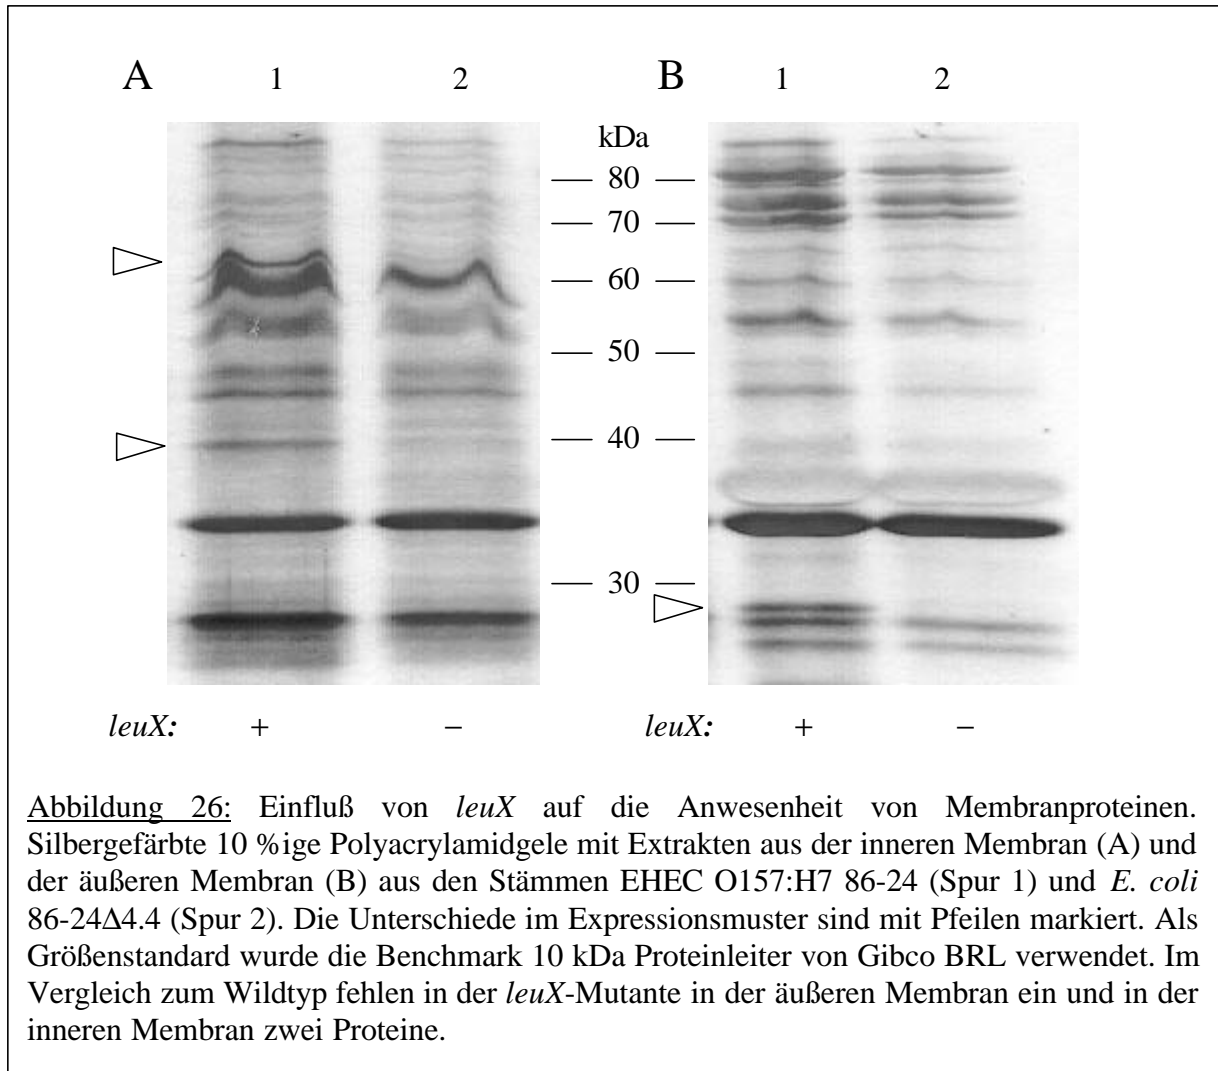 A 1 2 B 1 2
kDa
— 80 —
— 70 —
— 60 —
— 50 —
— 40 —
— 30 —
leuX: + − leuX: + −
Abbildung 26: Einfluß von leuX auf die Anwesenheit von Membranproteinen.
Silbergefärbte 10 %ige Polyacrylamidgele mit Extrakten aus der inneren Membran (A) und
der äußeren Membran (B) aus den Stämmen EHEC O157:H7 86-24 (Spur 1) und E. coli
86-24Δ4.4 (Spur 2). Die Unterschiede im Expressionsmuster sind mit Pfeilen markiert. Als
Größenstandard wurde die Benchmark 10 kDa Proteinleiter von Gibco BRL verwendet. Im
Vergleich zum Wildtyp fehlen in der leuX-Mutante in der äußeren Membran ein und in der
inneren Membran zwei Proteine.